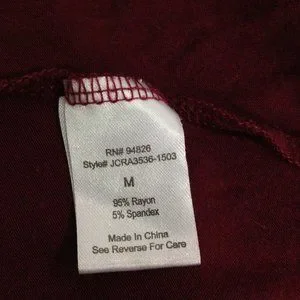 RN# 94826
Style# JCRA3536-1503
M
95% Rayon
5% Spandex
Made In China
See Reverse For Care